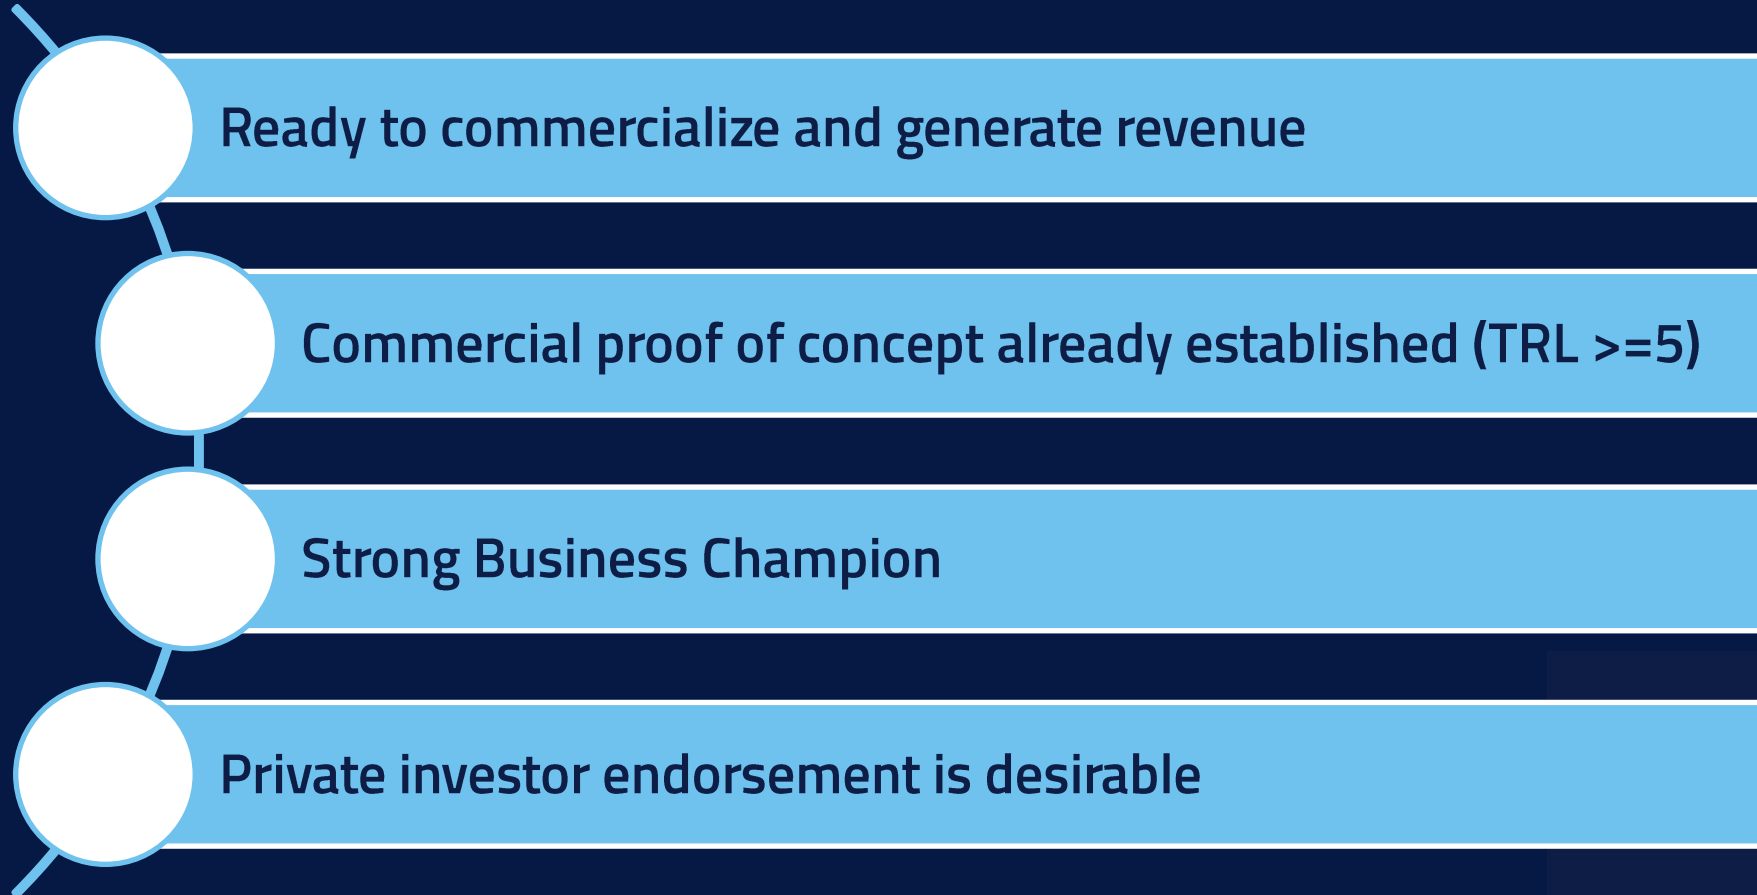 Ready to commercialize and generate revenue
Commercial proof of concept already established (TRL >=5)
Strong Business Champion
Private investor endorsement is desirable